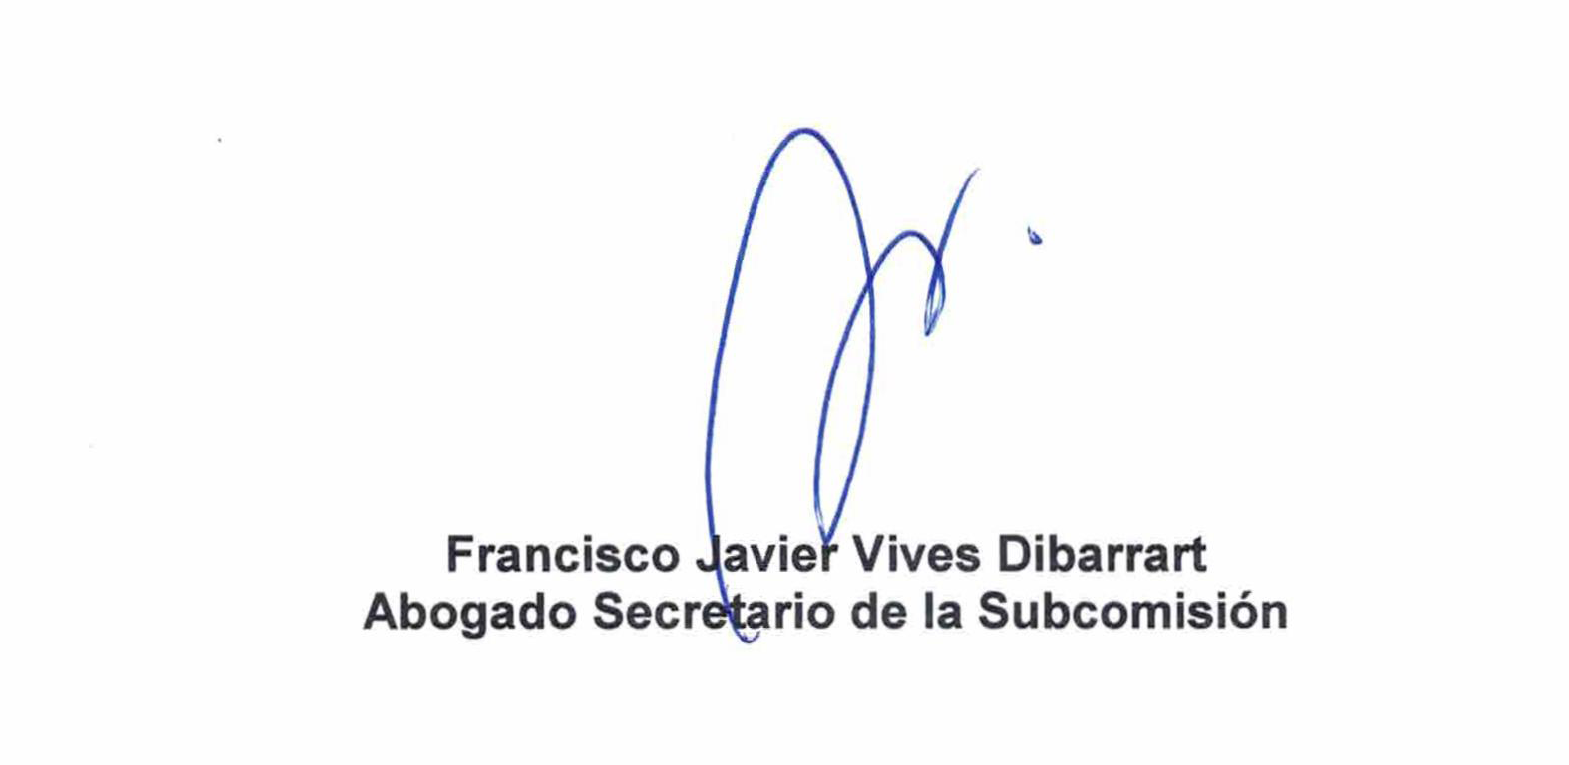 Francisco Javier Vives Dibarrart
Abogado Secretario de la Subcomisión